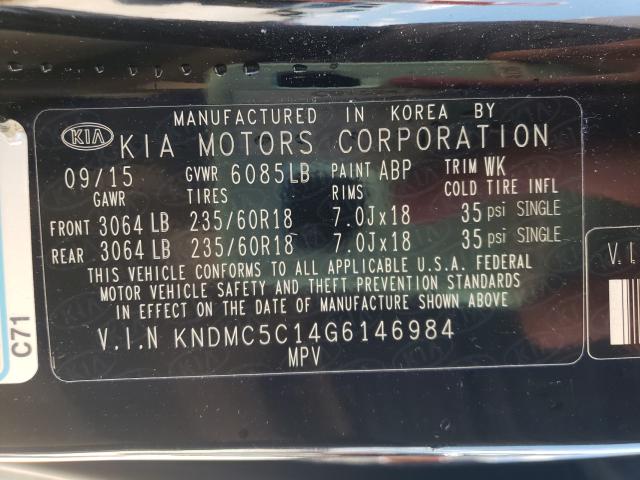 MANUFACTURED IN KOREA BY
KIA KIA MOTORS CORPORATION
09/15 GVWR 6085LB PAINT ABP TRIM WK
GAWR TIRES RIMS COLD TIRE INFL
FRONT 3064 LB 235/60R18 7.0Jx18 35 psi SINGLE
REAR 3064 LB 235/60R18 7.0Jx18 35 psi SINGLE
THIS VEHICLE CONFORMS TO ALL APPLICABLE U.S.A. FEDERAL
MOTOR VEHICLE SAFETY AND THEFT PREVENTION STANDARDS
IN EFFECT ON THE DATE OF MANUFACTURE SHOWN ABOVE
V.I.N KNDMC5C14G6146984
MPV
C71
V.I